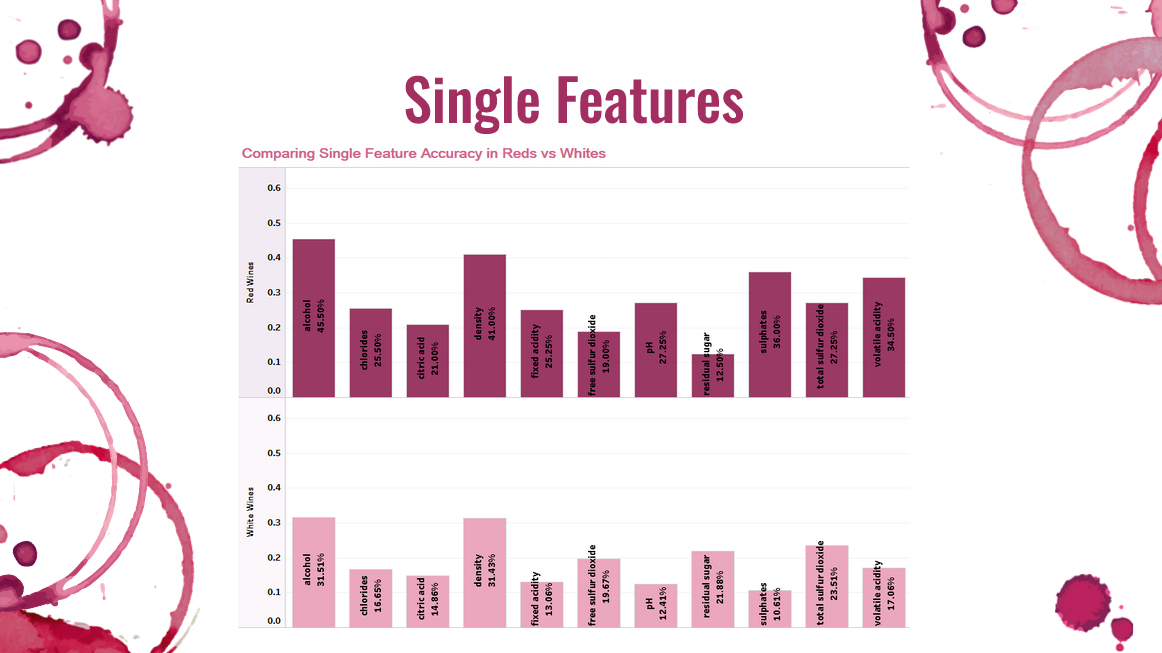 Single Features
Comparing Single Feature Accuracy in Reds vs Whites
Red Wines
0.6
0.5
0.4
0.3
0.2
0.1
0.0
alcohol
45.50%
chlorides
25.50%
citric acid
21.00%
density
41.00%
fixed acidity
25.25%
free sulfur dioxide
19.00%
pH
27.25%
residual sugar
12.50%
sulphates
36.00%
total sulfur dioxide
27.25%
volatile acidity
34.50%
White Wines
0.6
0.5
0.4
0.3
0.2
0.1
0.0
alcohol
31.51%
chlorides
16.65%
citric acid
14.86%
density
31.43%
fixed acidity
13.06%
free sulfur dioxide
19.67%
pH
12.41%
residual sugar
21.88%
sulphates
10.61%
total sulfur dioxide
23.51%
volatile acidity
17.06%